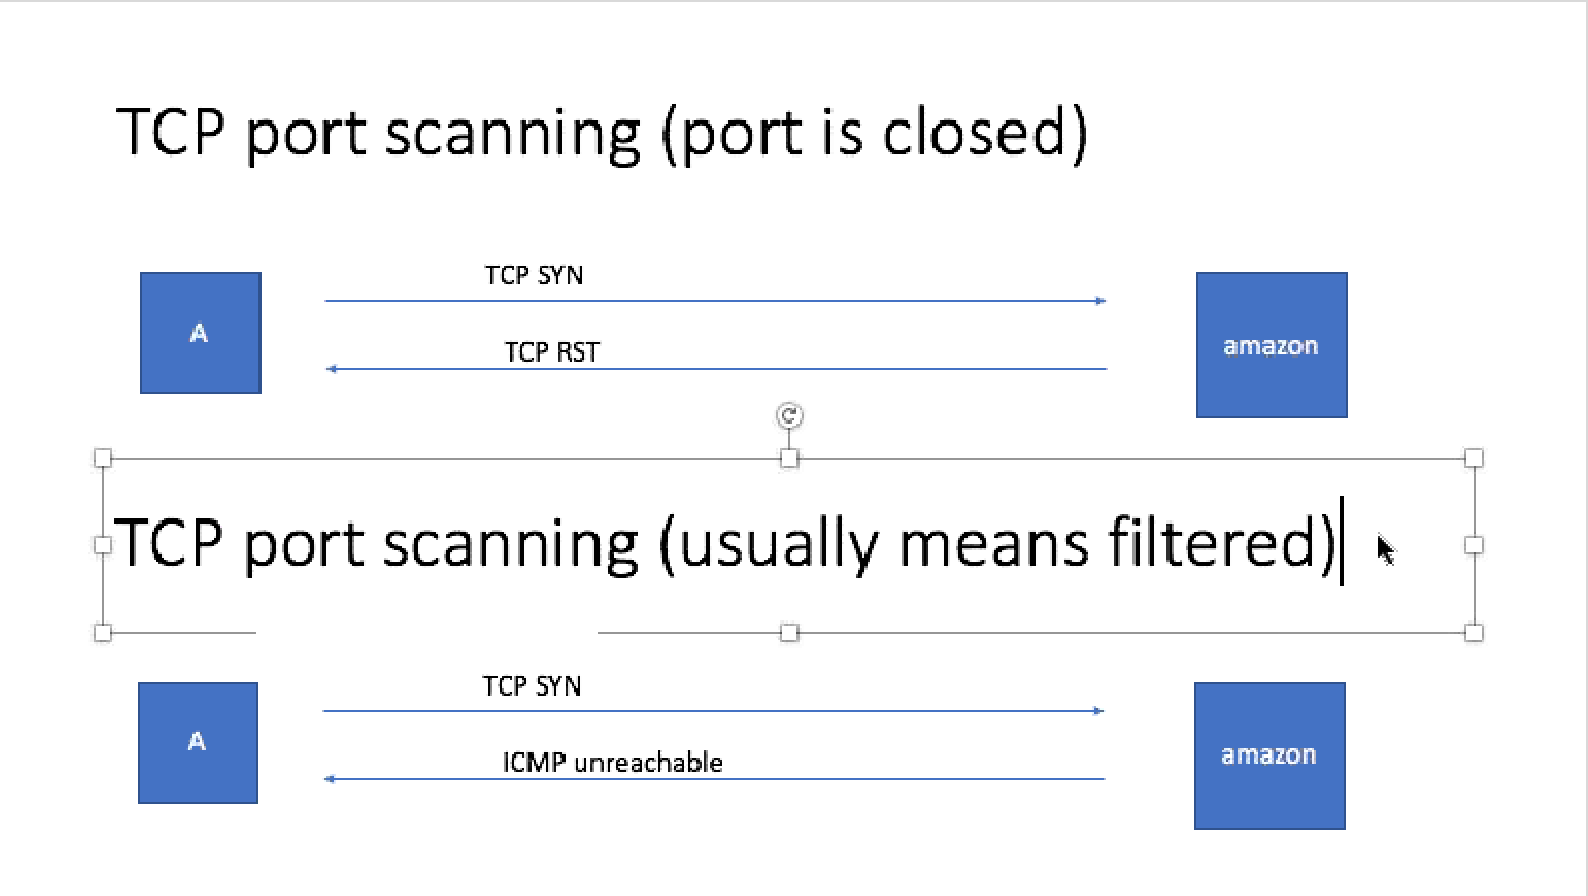 TCP port scanning (port is closed)
TCP SYN
A
amazon
TCP RST
TCP port scanning (usually means filtered)
TCP SYN
A
amazon
ICMP unreachable